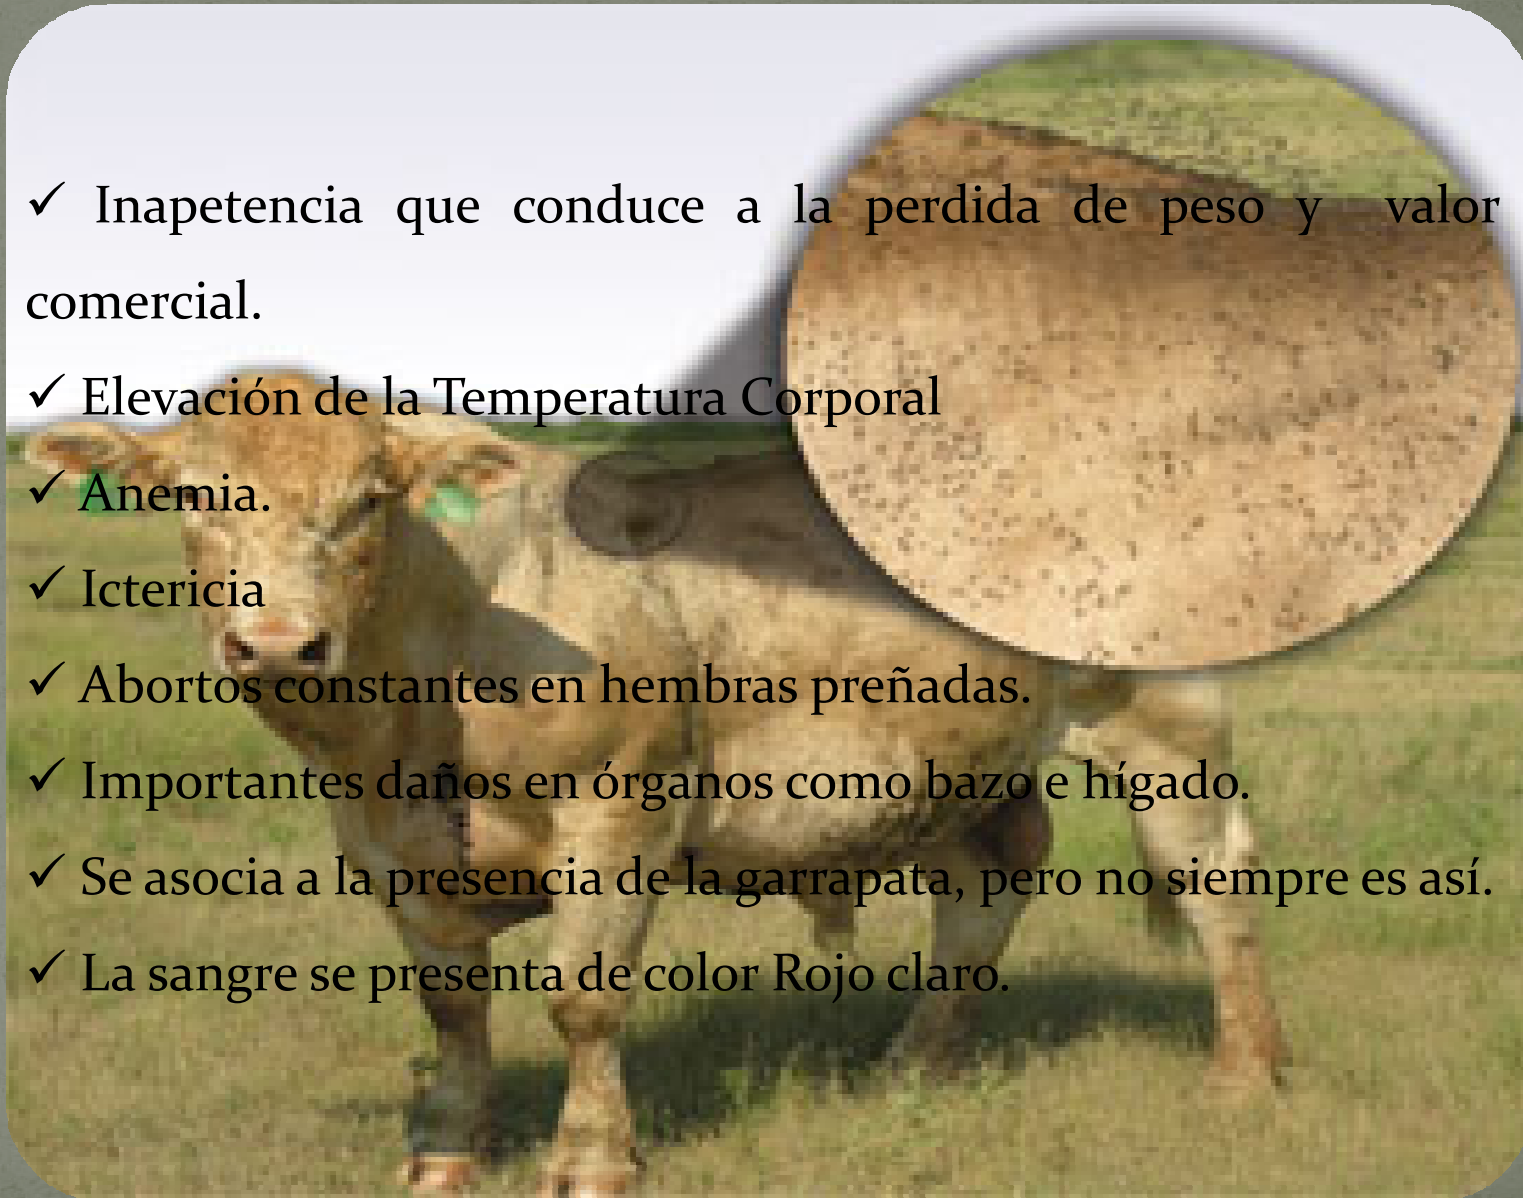 ✓ Inapetencia que conduce a la perdida de peso y valor
comercial.
✓ Elevación de la Temperatura Corporal
✓ Anemia.
✓ Ictericia
✓ Abortos constantes en hembras preñadas.
✓ Importantes daños en órganos como bazo e hígado.
✓ Se asocia a la presencia de la garrapata, pero no siempre es así.
✓ La sangre se presenta de color Rojo claro.